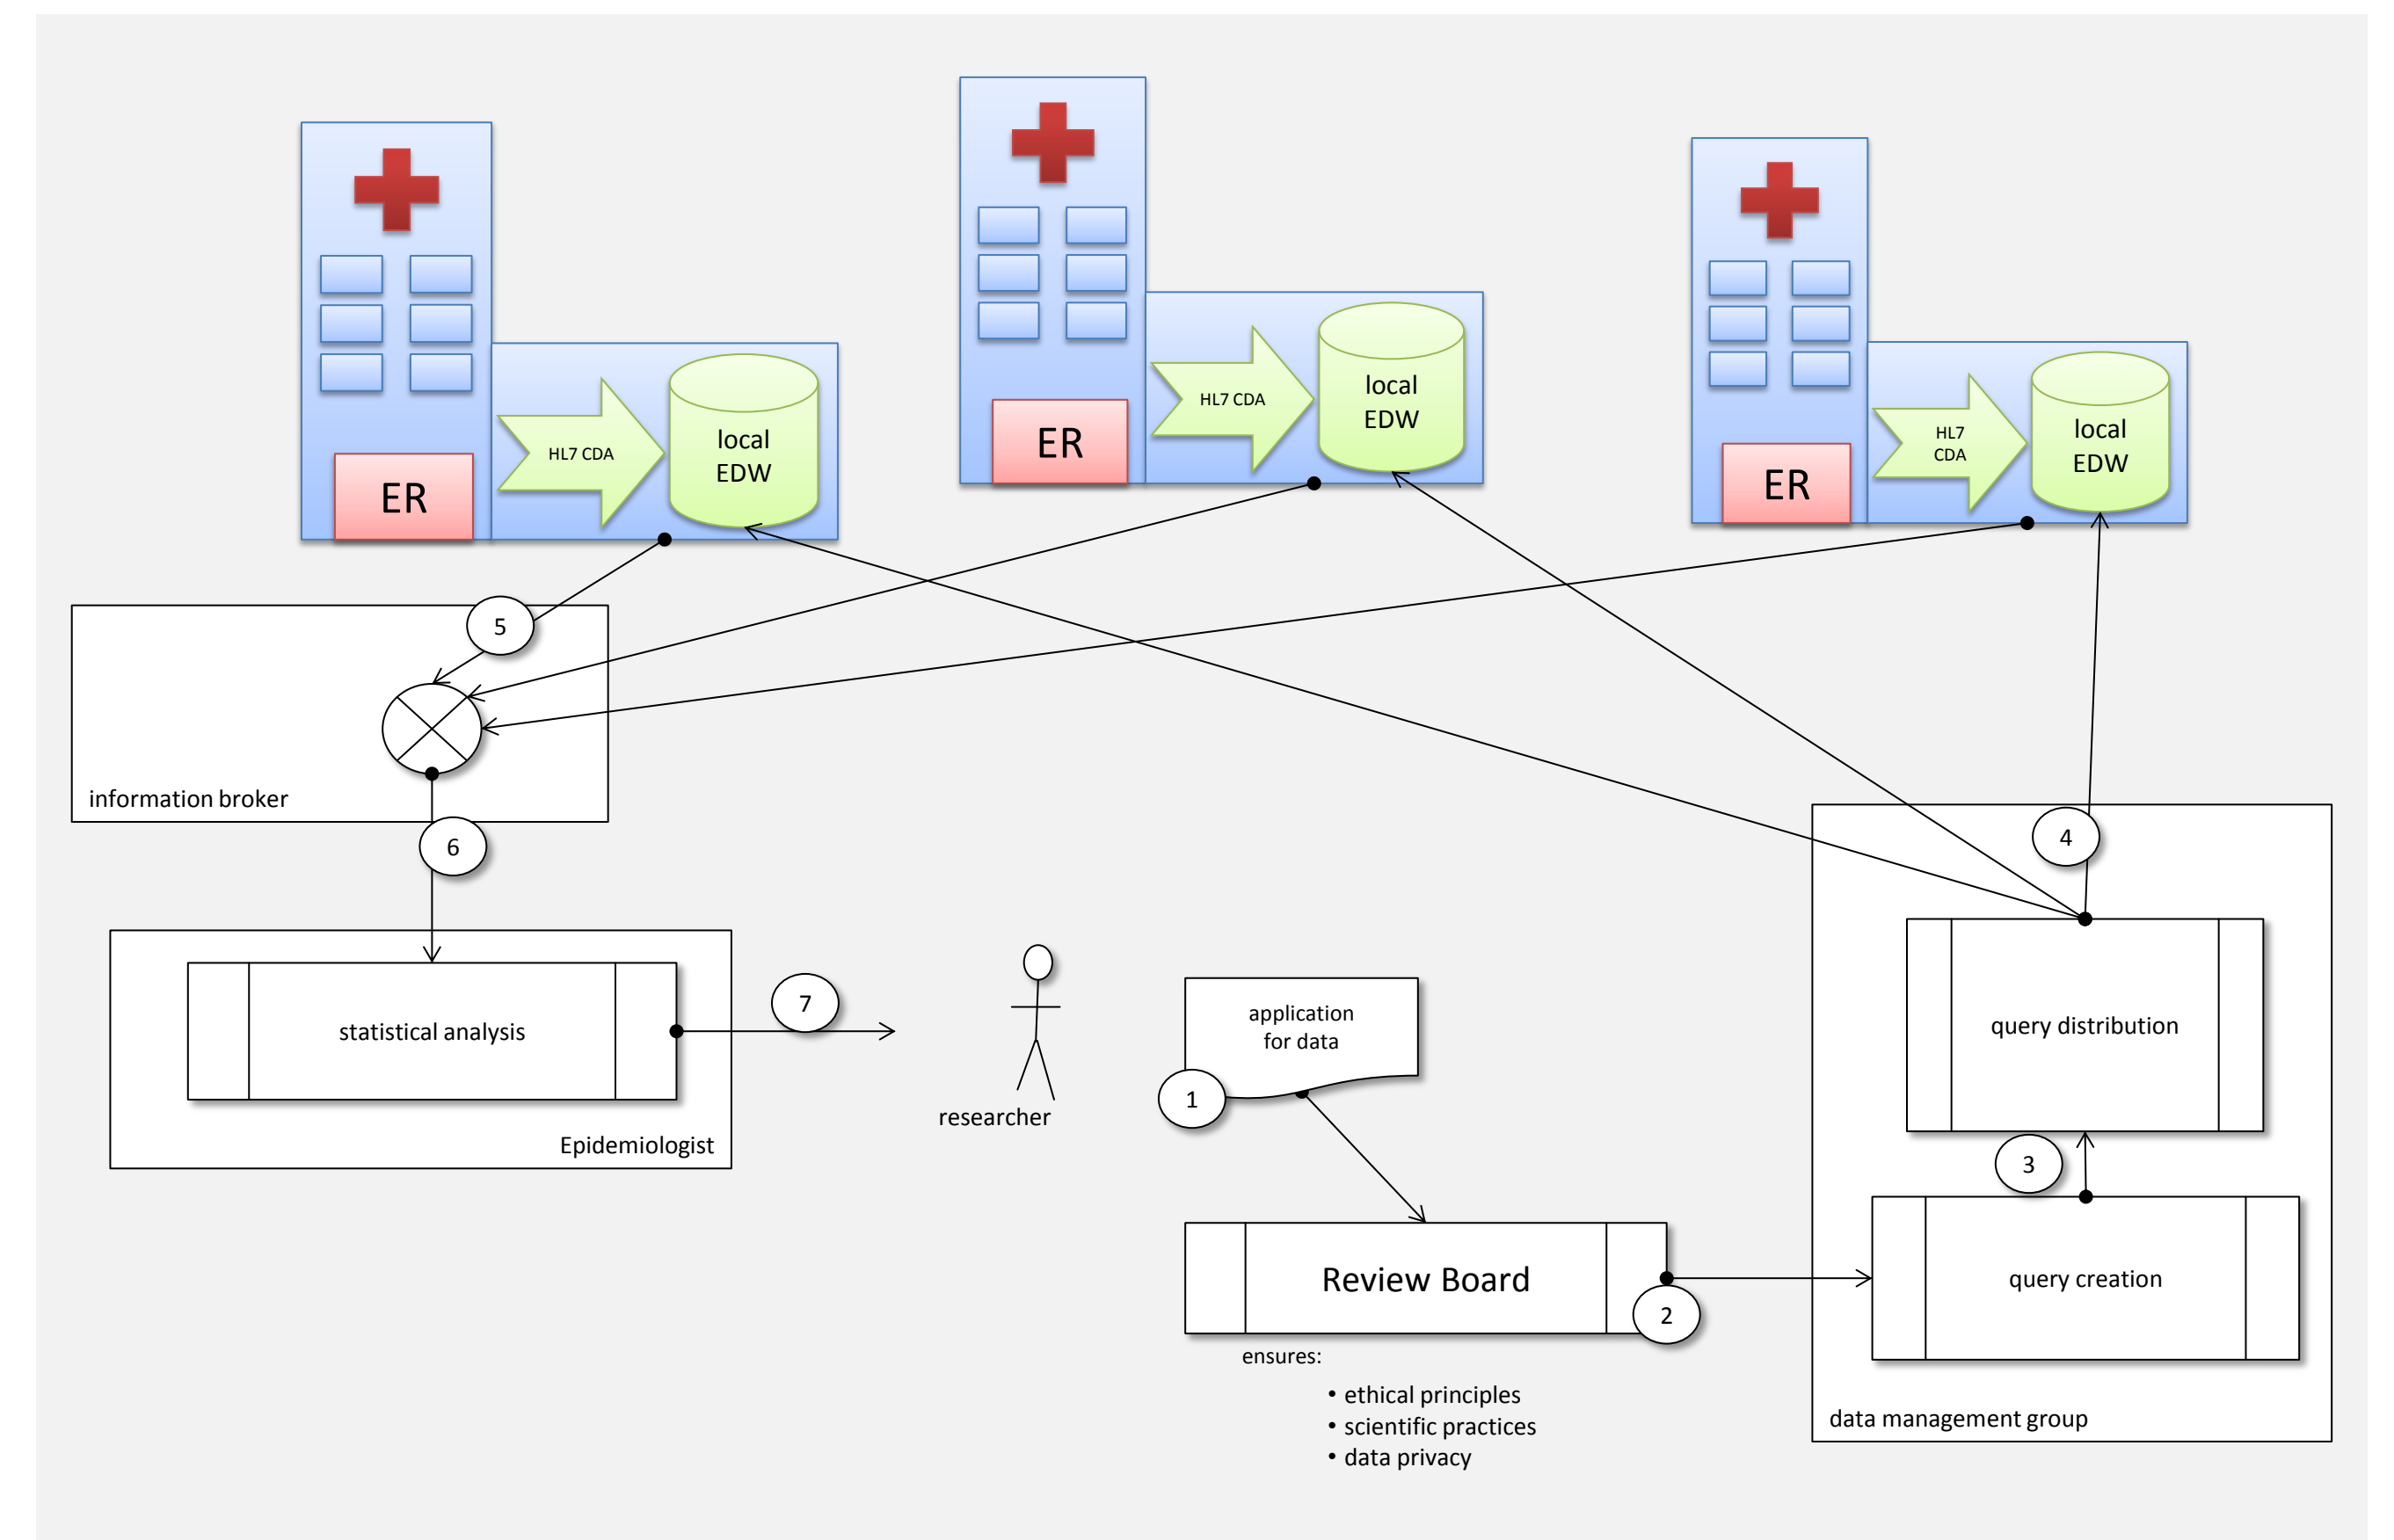 HL7 CDA
local
EDW
ER
HL7 CDA
local
EDW
ER
HL7
CDA
local
EDW
ER
5
information broker
6
4
statistical analysis
Epidemiologist
7
researcher
application
for data
1
query distribution
3
Review Board
2
query creation
ensures:
• ethical principles
• scientific practices
• data privacy
data management group